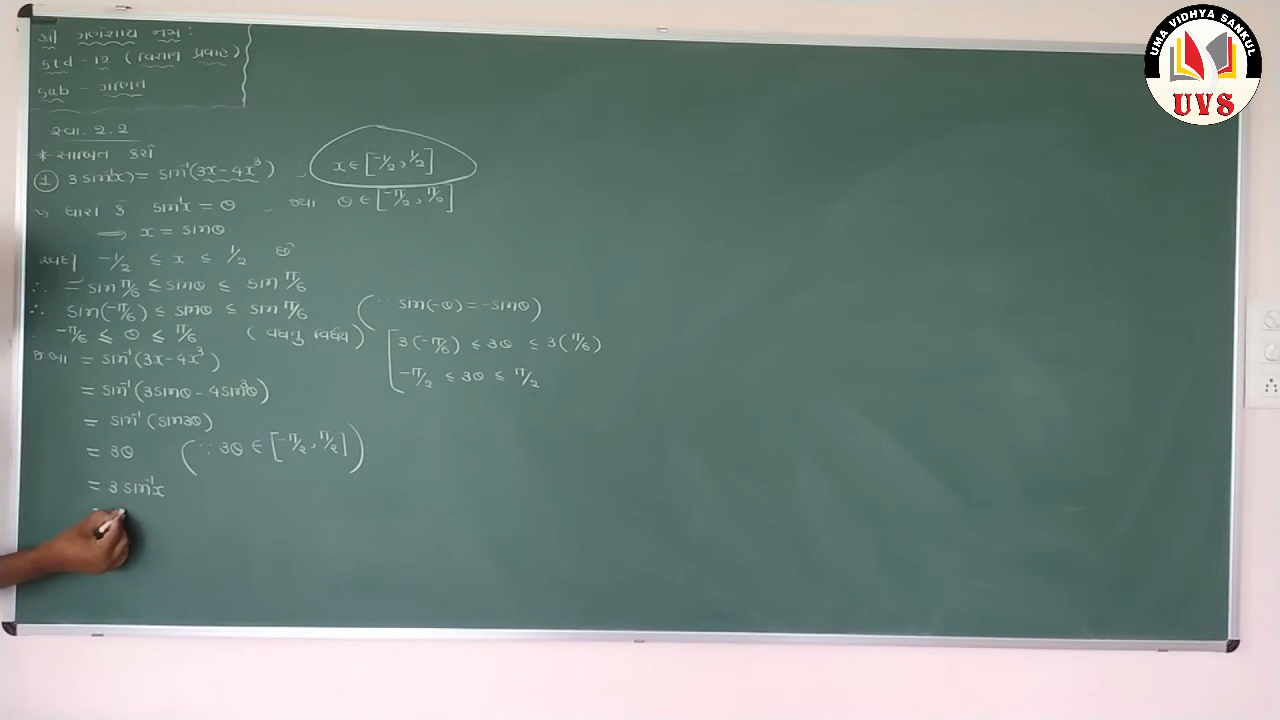 શ્રી ગણેશાય નમઃ
Std - 12 (વિજ્ઞાન પ્રવાહ)
Sub - ગણિત
સ્વા. 2.2
* સાબિત કરો
① 3 sin⁻¹(x) = sin⁻¹(3x - 4x³) ; x ∈ [-1/2, 1/2]
→ ધારો કે sin⁻¹x = θ જ્યાં θ ∈ [-π/2, π/2]
⟹ x = sinθ
અહીં -1/2 ≤ x ≤ 1/2 છે
∴ -sin π/6 ≤ sinθ ≤ sin π/6
∴ sin(-π/6) ≤ sinθ ≤ sin π/6 (∵ sin(-θ) = -sinθ)
-π/6 ≤ θ ≤ π/6 (વધતું વિધેય)
3(-π/6) ≤ 3θ ≤ 3(π/6)
-π/2 ≤ 3θ ≤ π/2
જ.બા = sin⁻¹(3x - 4x³)
= sin⁻¹(3sinθ - 4sin³θ)
= sin⁻¹(sin3θ)
= 3θ (∵ 3θ ∈ [-π/2, π/2])
= 3 sin⁻¹x
UMA VIDHYA SANKUL
UVS